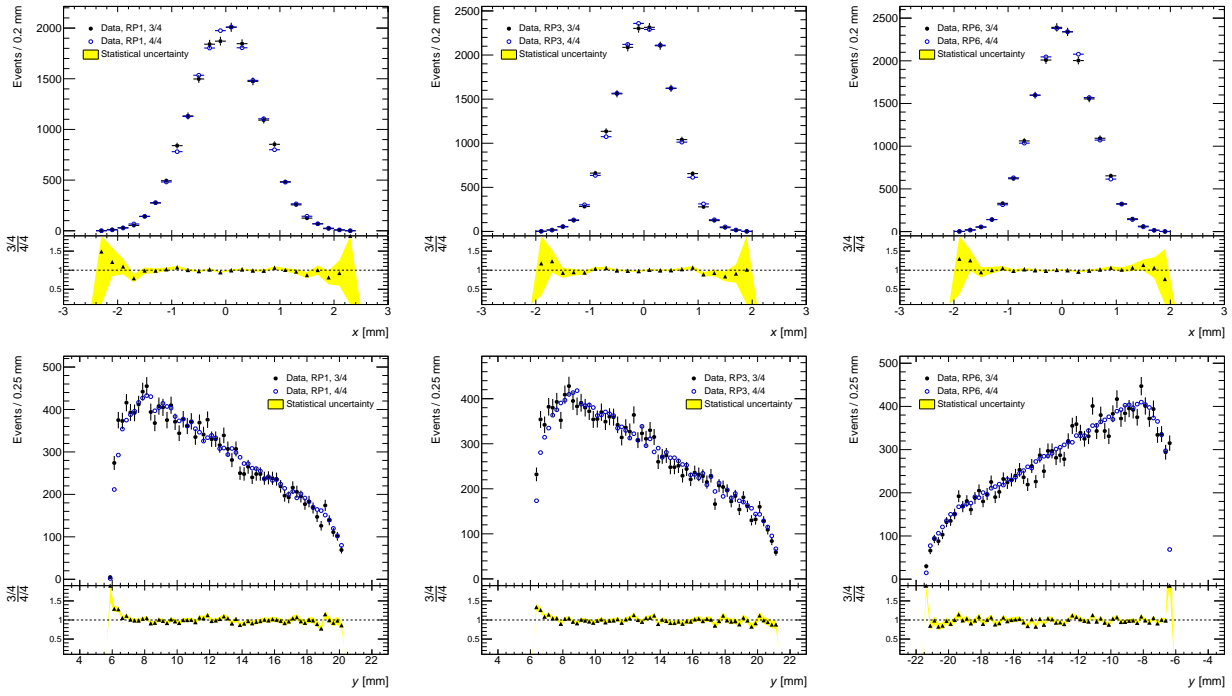 Events / 0.2 mm
2000
1500
1000
500
0
Data, RP1, 3/4
Data, RP1, 4/4
Statistical uncertainty
3/4
4/4
1.5
1
0.5
-3 -2 -1 0 1 2 3
x [mm]
Events / 0.2 mm
2500
2000
1500
1000
500
0
Data, RP3, 3/4
Data, RP3, 4/4
Statistical uncertainty
3/4
4/4
1.5
1
0.5
-3 -2 -1 0 1 2 3
x [mm]
Events / 0.2 mm
2500
2000
1500
1000
500
0
Data, RP6, 3/4
Data, RP6, 4/4
Statistical uncertainty
3/4
4/4
1.5
1
0.5
-3 -2 -1 0 1 2 3
x [mm]
Events / 0.25 mm
500
400
300
200
100
0
Data, RP1, 3/4
Data, RP1, 4/4
Statistical uncertainty
3/4
4/4
1.5
1
0.5
4 6 8 10 12 14 16 18 20 22
y [mm]
Events / 0.25 mm
400
300
200
100
0
Data, RP3, 3/4
Data, RP3, 4/4
Statistical uncertainty
3/4
4/4
1.5
1
0.5
4 6 8 10 12 14 16 18 20 22
y [mm]
Events / 0.25 mm
500
400
300
200
100
0
Data, RP6, 3/4
Data, RP6, 4/4
Statistical uncertainty
3/4
4/4
1.5
1
0.5
-22 -20 -18 -16 -14 -12 -10 -8 -6 -4
y [mm]